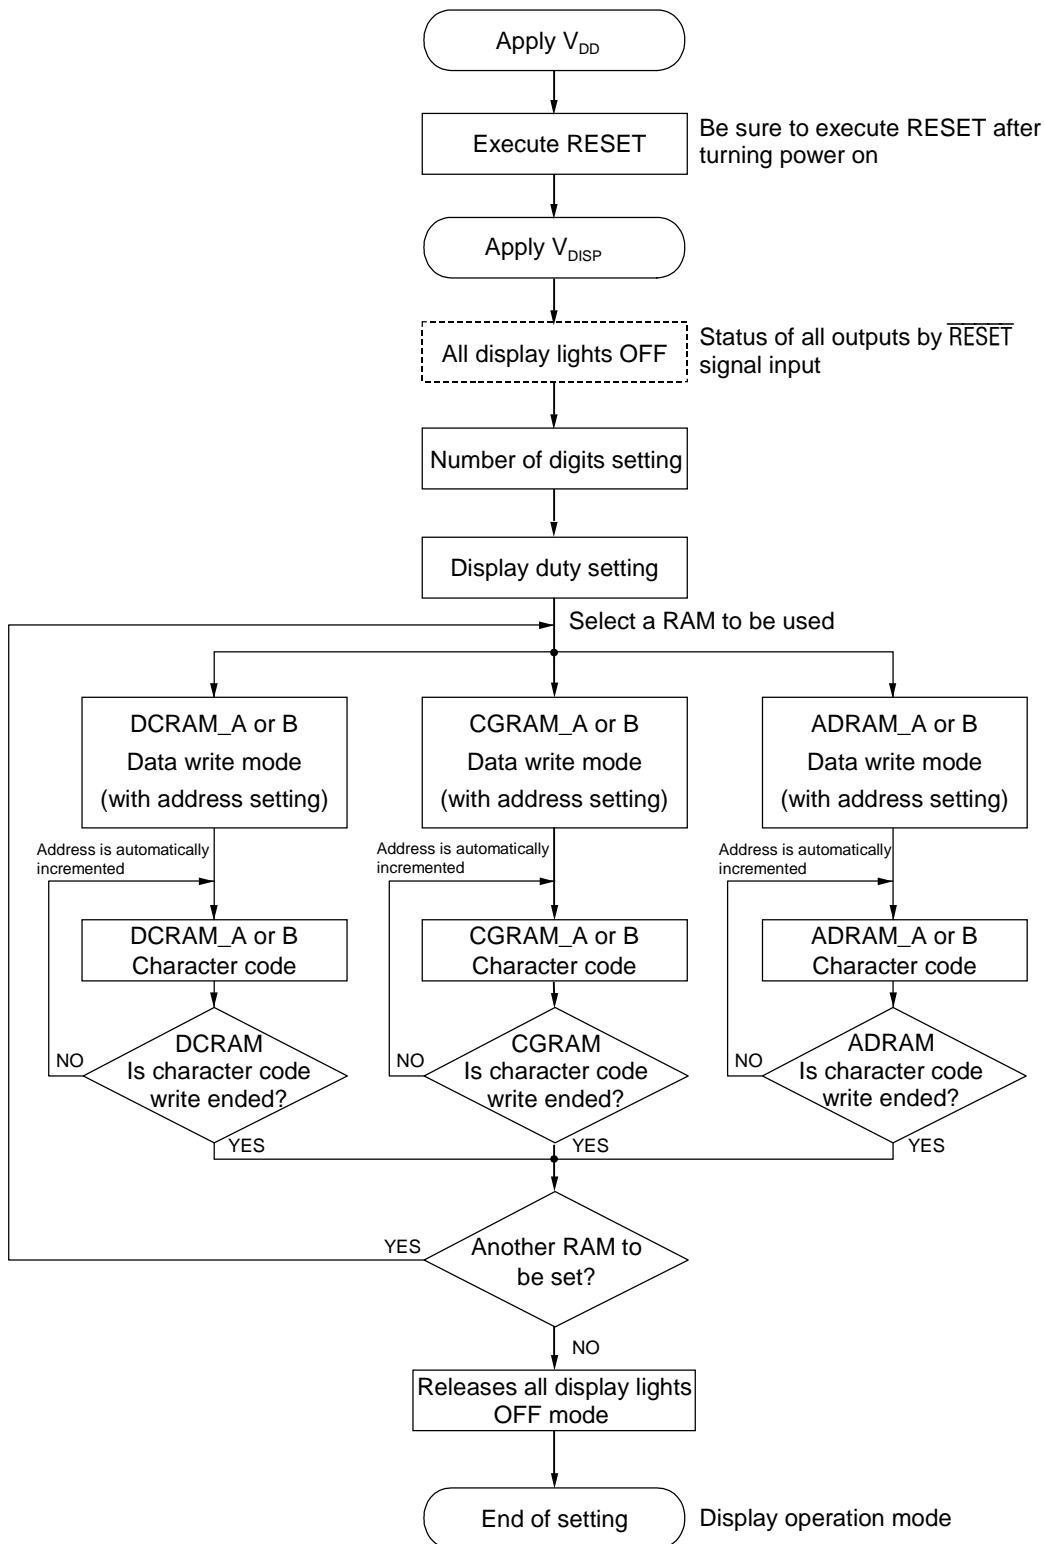 Apply VDD
Execute RESET
Be sure to execute RESET after
turning power on
Apply VDISP
All display lights OFF
Status of all outputs by RESET
signal input
Number of digits setting
Display duty setting
Select a RAM to be used
DCRAM_A or B
Data write mode
(with address setting)
CGRAM_A or B
Data write mode
(with address setting)
ADRAM_A or B
Data write mode
(with address setting)
Address is automatically
incremented
Address is automatically
incremented
Address is automatically
incremented
DCRAM_A or B
Character code
CGRAM_A or B
Character code
ADRAM_A or B
Character code
NO
DCRAM
Is character code
write ended?
YES
NO
CGRAM
Is character code
write ended?
YES
NO
ADRAM
Is character code
write ended?
YES
YES
Another RAM to
be set?
NO
Releases all display lights
OFF mode
End of setting
Display operation mode